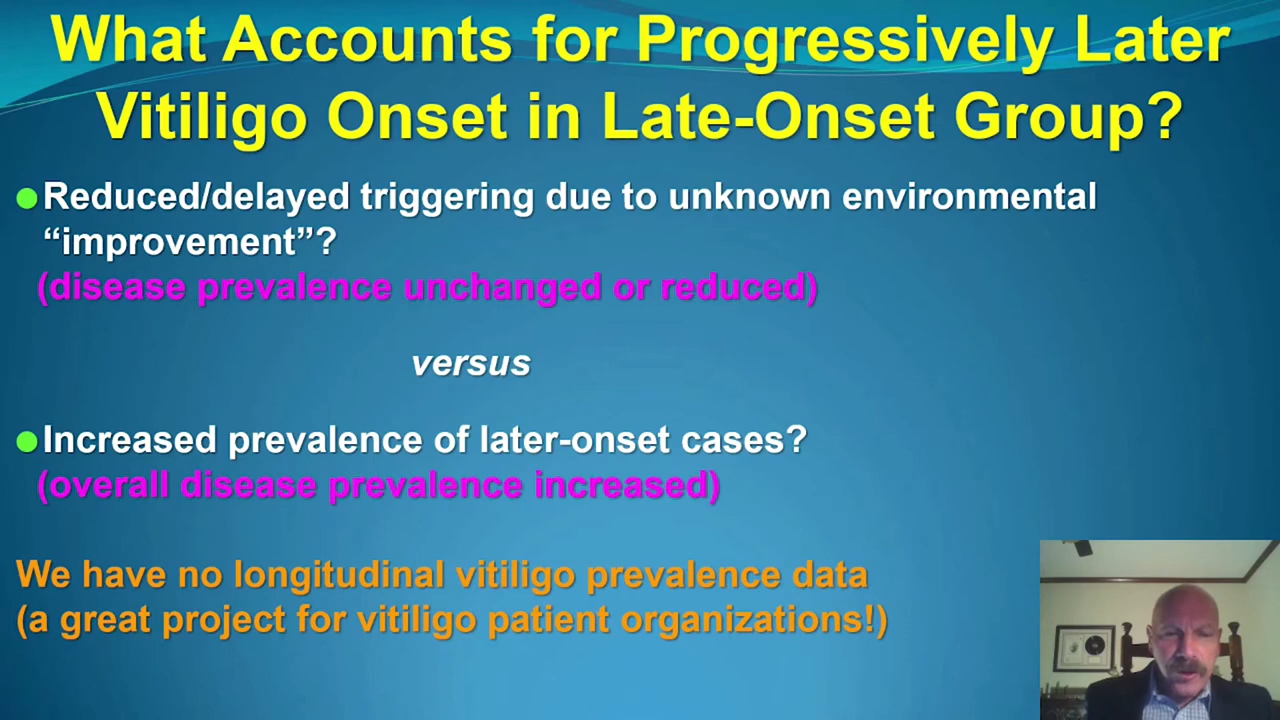 What Accounts for Progressively Later
Vitiligo Onset in Late-Onset Group?
Reduced/delayed triggering due to unknown environmental
“improvement”?
(disease prevalence unchanged or reduced)
versus
Increased prevalence of later-onset cases?
(overall disease prevalence increased)
We have no longitudinal vitiligo prevalence data
(a great project for vitiligo patient organizations!)